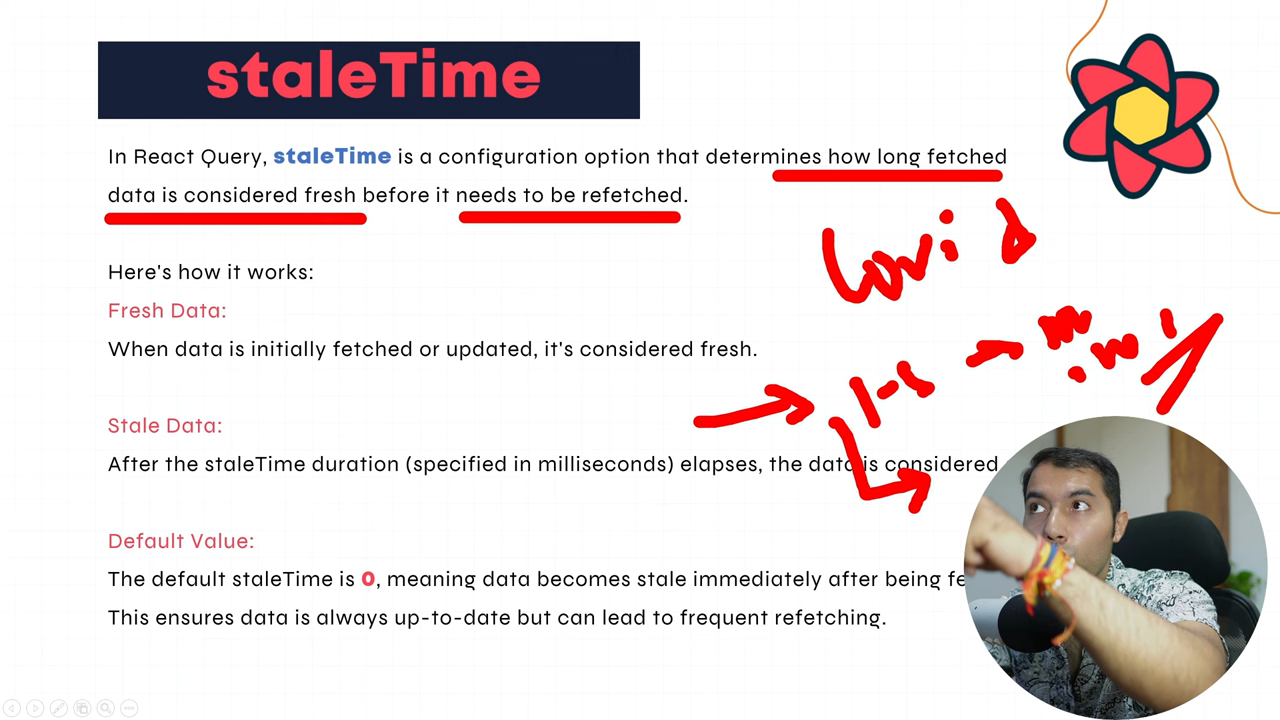 staleTime
In React Query, staleTime is a configuration option that determines how long fetched
data is considered fresh before it needs to be refetched.
Covid
Here's how it works:
Fresh Data:
When data is initially fetched or updated, it's considered fresh.
Stale Data:
After the staleTime duration (specified in milliseconds) elapses, the data is considered
Default Value:
The default staleTime is 0, meaning data becomes stale immediately after being fe
This ensures data is always up-to-date but can lead to frequent refetching.